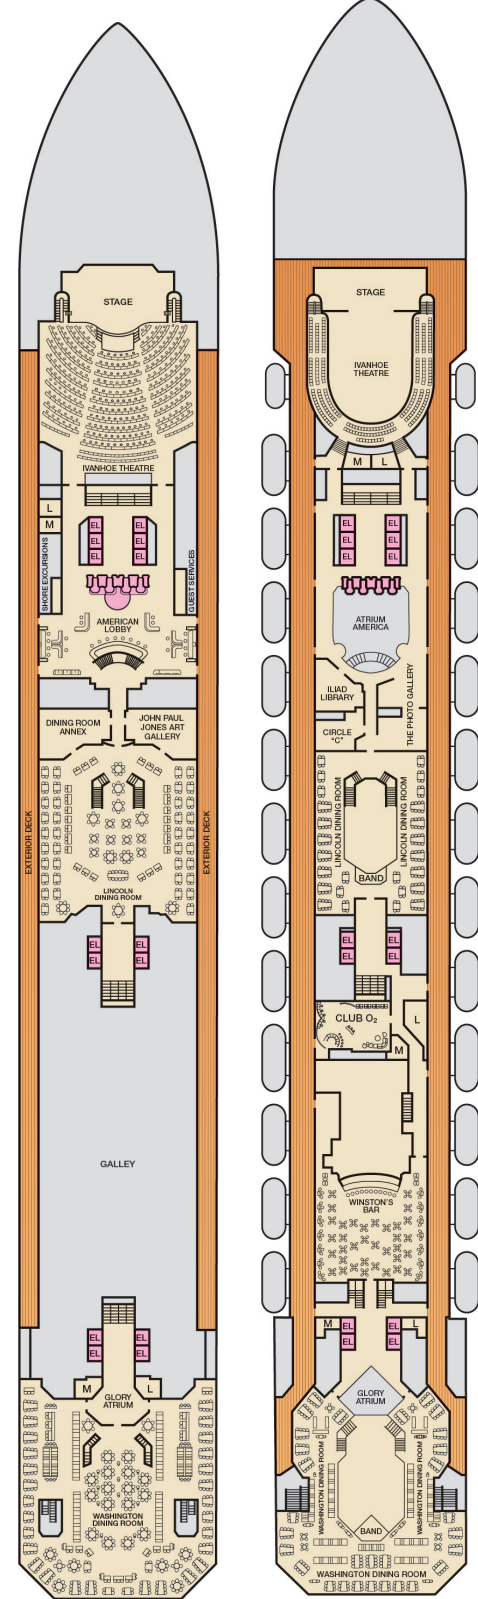 STAGE
IVANHOE THEATRE
L
M
EL
EL
EL
EL
EL
EL
SHORE EXCURSIONS
GUEST SERVICES
AMERICAN
LOBBY
DINING ROOM
ANNEX
JOHN PAUL
JONES ART
GALLERY
EXTERIOR DECK
EXTERIOR DECK
LINCOLN
DINING ROOM
EL
EL
EL
EL
GALLEY
EL
EL
EL
EL
M
L
GLORY
ATRIUM
WASHINGTON
DINING ROOM
STAGE
IVANHOE
THEATRE
M
L
EL
EL
EL
EL
EL
EL
ATRIUM
AMERICA
ILIAD
LIBRARY
THE PHOTO GALLERY
CIRCLE
"C"
LINCOLN DINING ROOM
LINCOLN DINING ROOM
BAND
EL
EL
EL
EL
CLUB O₂
L
M
WINSTON'S
BAR
M
L
EL
EL
EL
EL
GLORY
ATRIUM
WASHINGTON DINING ROOM
WASHINGTON DINING ROOM
BAND
WASHINGTON DINING ROOM